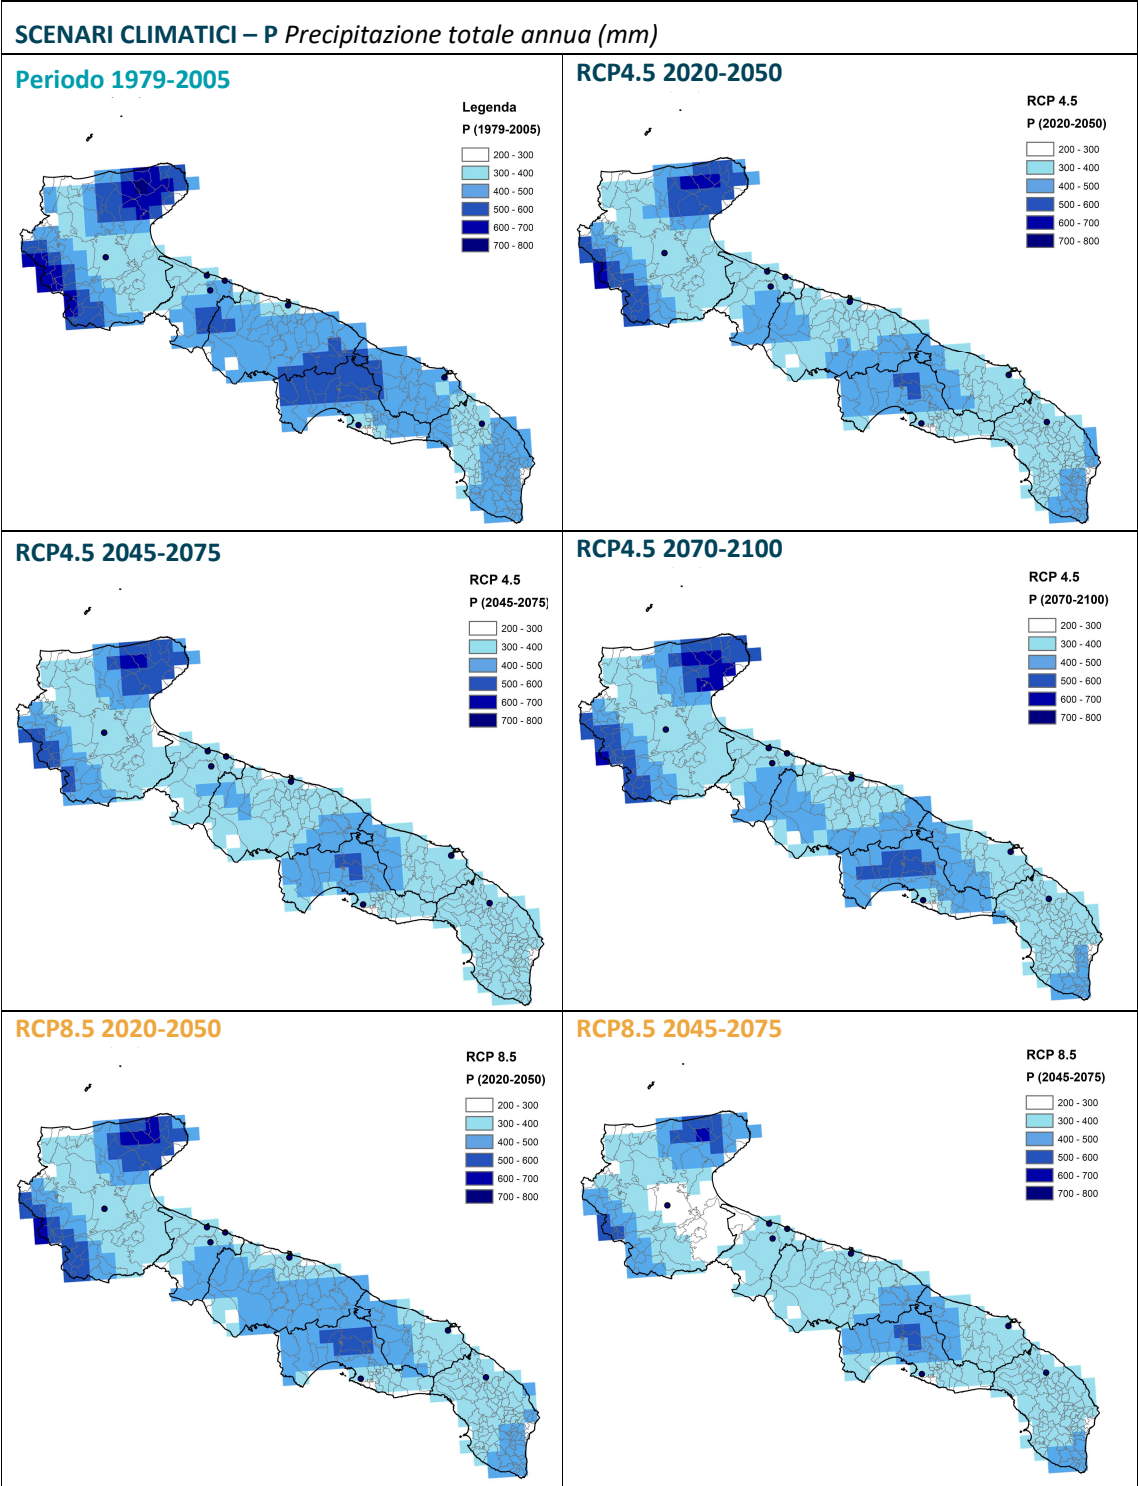 SCENARI CLIMATICI – P Precipitazione totale annua (mm)
Periodo 1979-2005
Legenda
P (1979-2005)
200 - 300
300 - 400
400 - 500
500 - 600
600 - 700
700 - 800
RCP4.5 2020-2050
RCP 4.5
P (2020-2050)
200 - 300
300 - 400
400 - 500
500 - 600
600 - 700
700 - 800
RCP4.5 2045-2075
RCP 4.5
P (2045-2075)
200 - 300
300 - 400
400 - 500
500 - 600
600 - 700
700 - 800
RCP4.5 2070-2100
RCP 4.5
P (2070-2100)
200 - 300
300 - 400
400 - 500
500 - 600
600 - 700
700 - 800
RCP8.5 2020-2050
RCP 8.5
P (2020-2050)
200 - 300
300 - 400
400 - 500
500 - 600
600 - 700
700 - 800
RCP8.5 2045-2075
RCP 8.5
P (2045-2075)
200 - 300
300 - 400
400 - 500
500 - 600
600 - 700
700 - 800